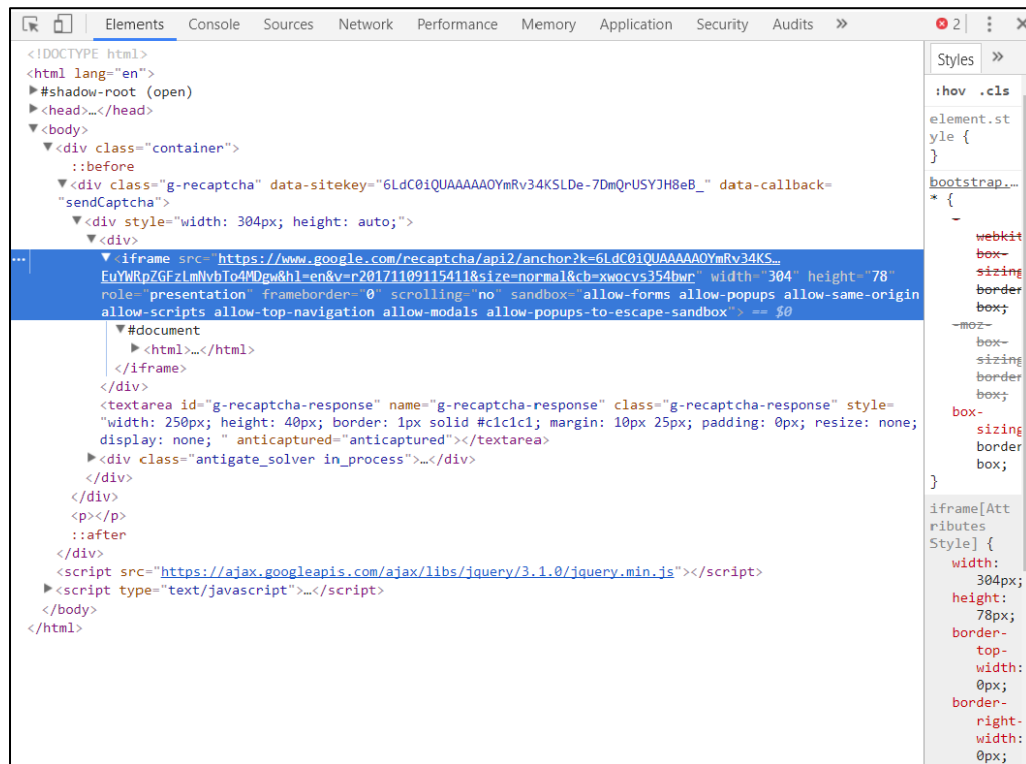 Elements Console Sources Network Performance Memory Application Security Audits » 2
<!DOCTYPE html>
<html lang="en">
#shadow-root (open)
<head>…</head>
<body>
<div class="container">
::before
<div class="g-recaptcha" data-sitekey="6LdC0iQUAAAAAOYmRv34KSLDe-7DmQrUSYJH8eB_" data-callback=
"sendCaptcha">
<div style="width: 304px; height: auto;">
<div>
… <iframe src="https://www.google.com/recaptcha/api2/anchor?k=6LdC0iQUAAAAAOYmRv34KS…
EuYWRpZGFzLmNvbTo4MDgw&hl=en&v=r20171109115411&size=normal&cb=xwocvs354bwr" width="304" height="78"
role="presentation" frameborder="0" scrolling="no" sandbox="allow-forms allow-popups allow-same-origin
allow-scripts allow-top-navigation allow-modals allow-popups-to-escape-sandbox"> == $0
#document
<html>…</html>
</iframe>
</div>
<textarea id="g-recaptcha-response" name="g-recaptcha-response" class="g-recaptcha-response" style=
"width: 250px; height: 40px; border: 1px solid #c1c1c1; margin: 10px 25px; padding: 0px; resize: none;
display: none; " anticaptured="anticaptured"></textarea>
<div class="antigate_solver in_process">…</div>
</div>
</div>
<p></p>
::after
</div>
<script src="https://ajax.googleapis.com/ajax/libs/jquery/3.1.0/jquery.min.js"></script>
<script type="text/javascript">…</script>
</body>
</html>
Styles »
:hov .cls
element.st
yle {
}
bootstrap.…
* {
webkit
box-
sizing
border
box;
-moz-
box-
sizing
border
box;
box-
sizing
border
box;
}
iframe[Att
ributes
Style] {
width:
304px;
height:
78px;
border-
top-
width:
0px;
border-
right-
width:
0px;